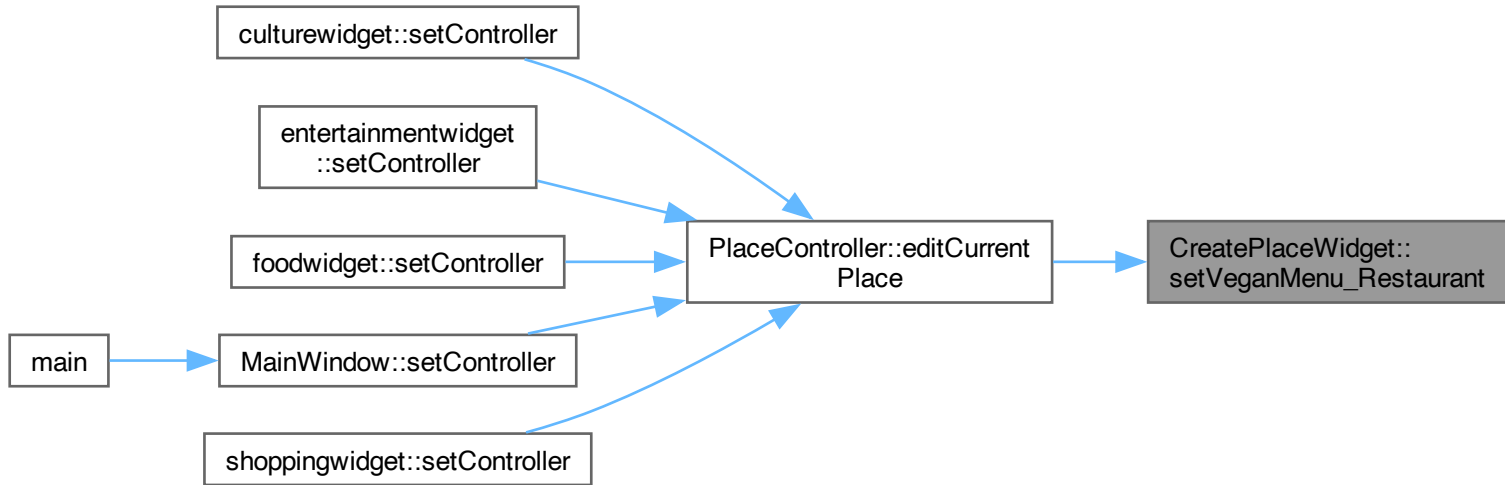 culturewidget::setController
entertainmentwidget
::setController
foodwidget::setController
main
MainWindow::setController
shoppingwidget::setController
PlaceController::editCurrent
Place
CreatePlaceWidget::
setVeganMenu_Restaurant